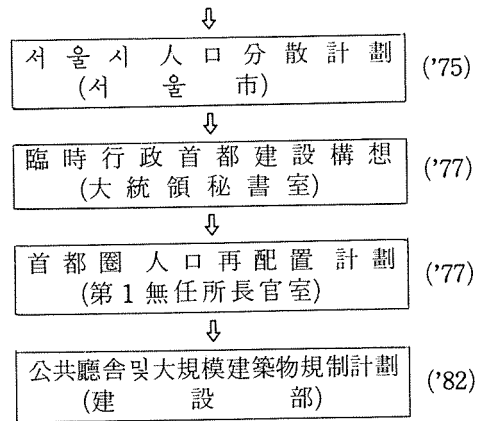 ⇩
서울시 人口分散計劃
(서울市)
('75)
⇩
臨時行政首都建設構想
(大統領秘書室)
('77)
⇩
首都圈 人口再配置計劃
(第1無任所長官室)
('77)
⇩
公共廳舍및大規模建築物規制計劃
(建設部)
('82)